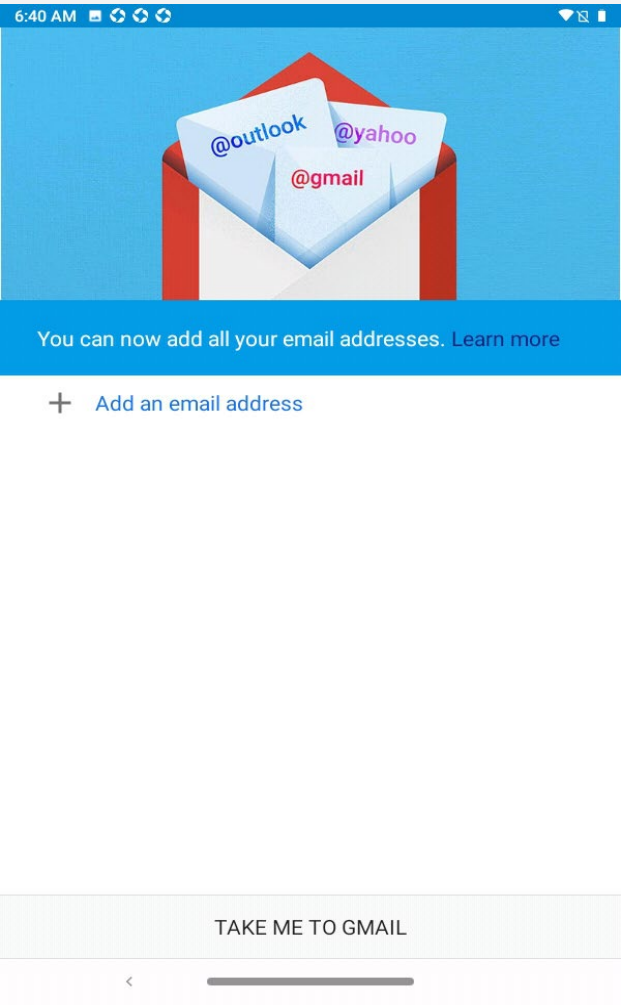 6:40 AM
@outlook
@yahoo
@gmail
You can now add all your email addresses. Learn more
Add an email address
TAKE ME TO GMAIL